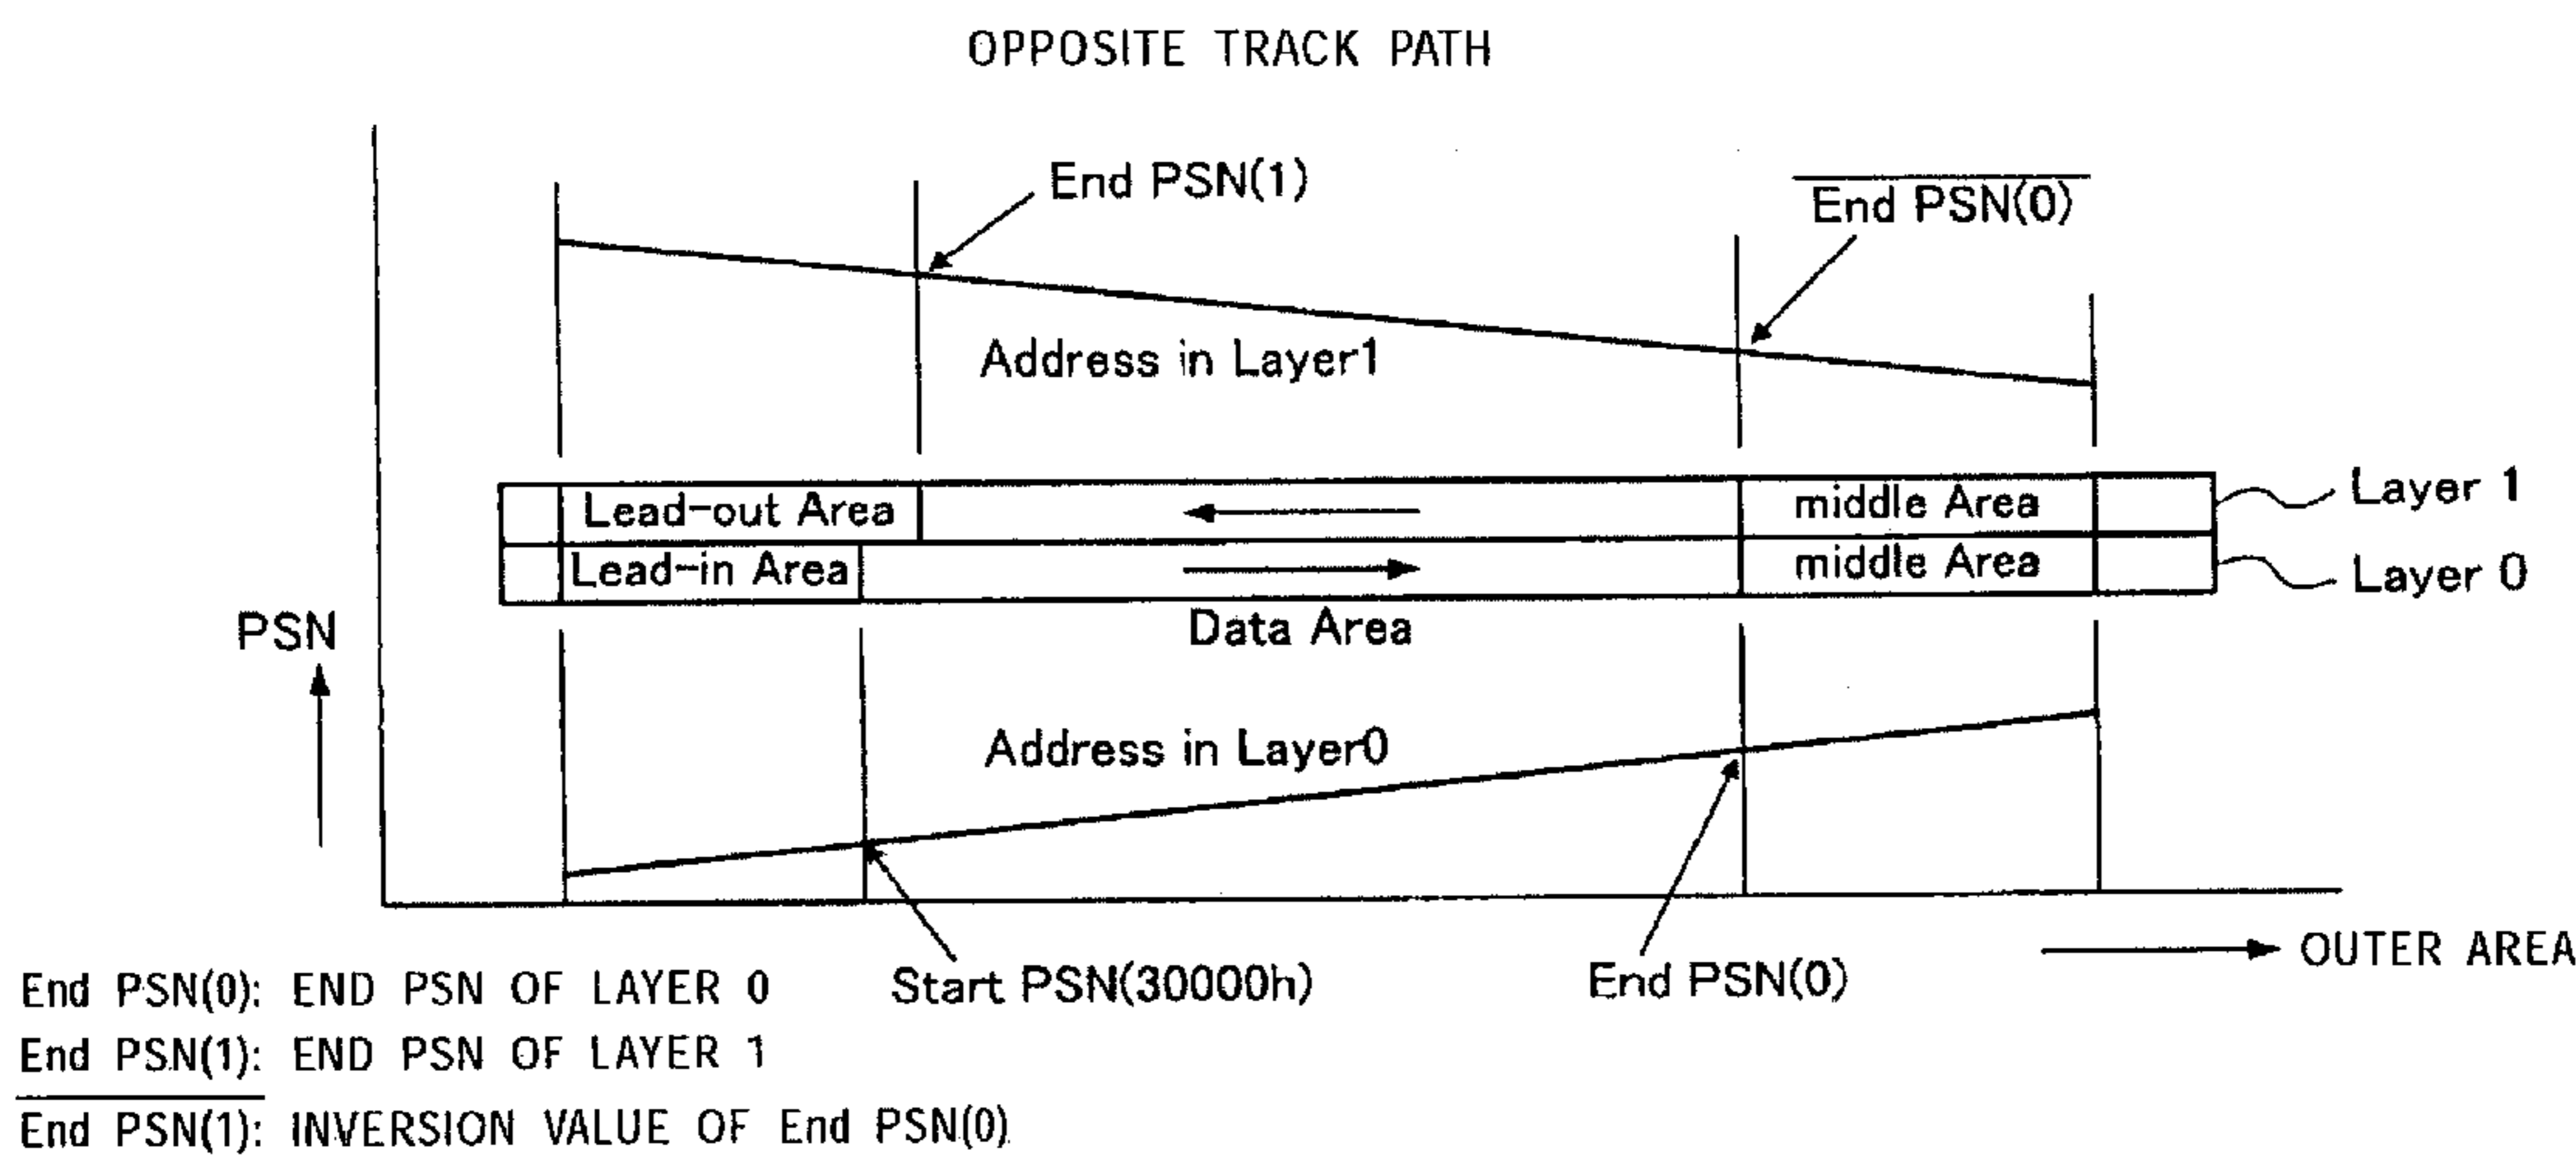 OPPOSITE TRACK PATH
End PSN(1)
End PSN(0)
Address in Layer1
Lead-out Area
middle Area
Layer 1
Lead-in Area
middle Area
Layer 0
Data Area
PSN
Address in Layer0
OUTER AREA
Start PSN(30000h)
End PSN(0)
End PSN(0): END PSN OF LAYER 0
End PSN(1): END PSN OF LAYER 1
End PSN(1): INVERSION VALUE OF End PSN(0)